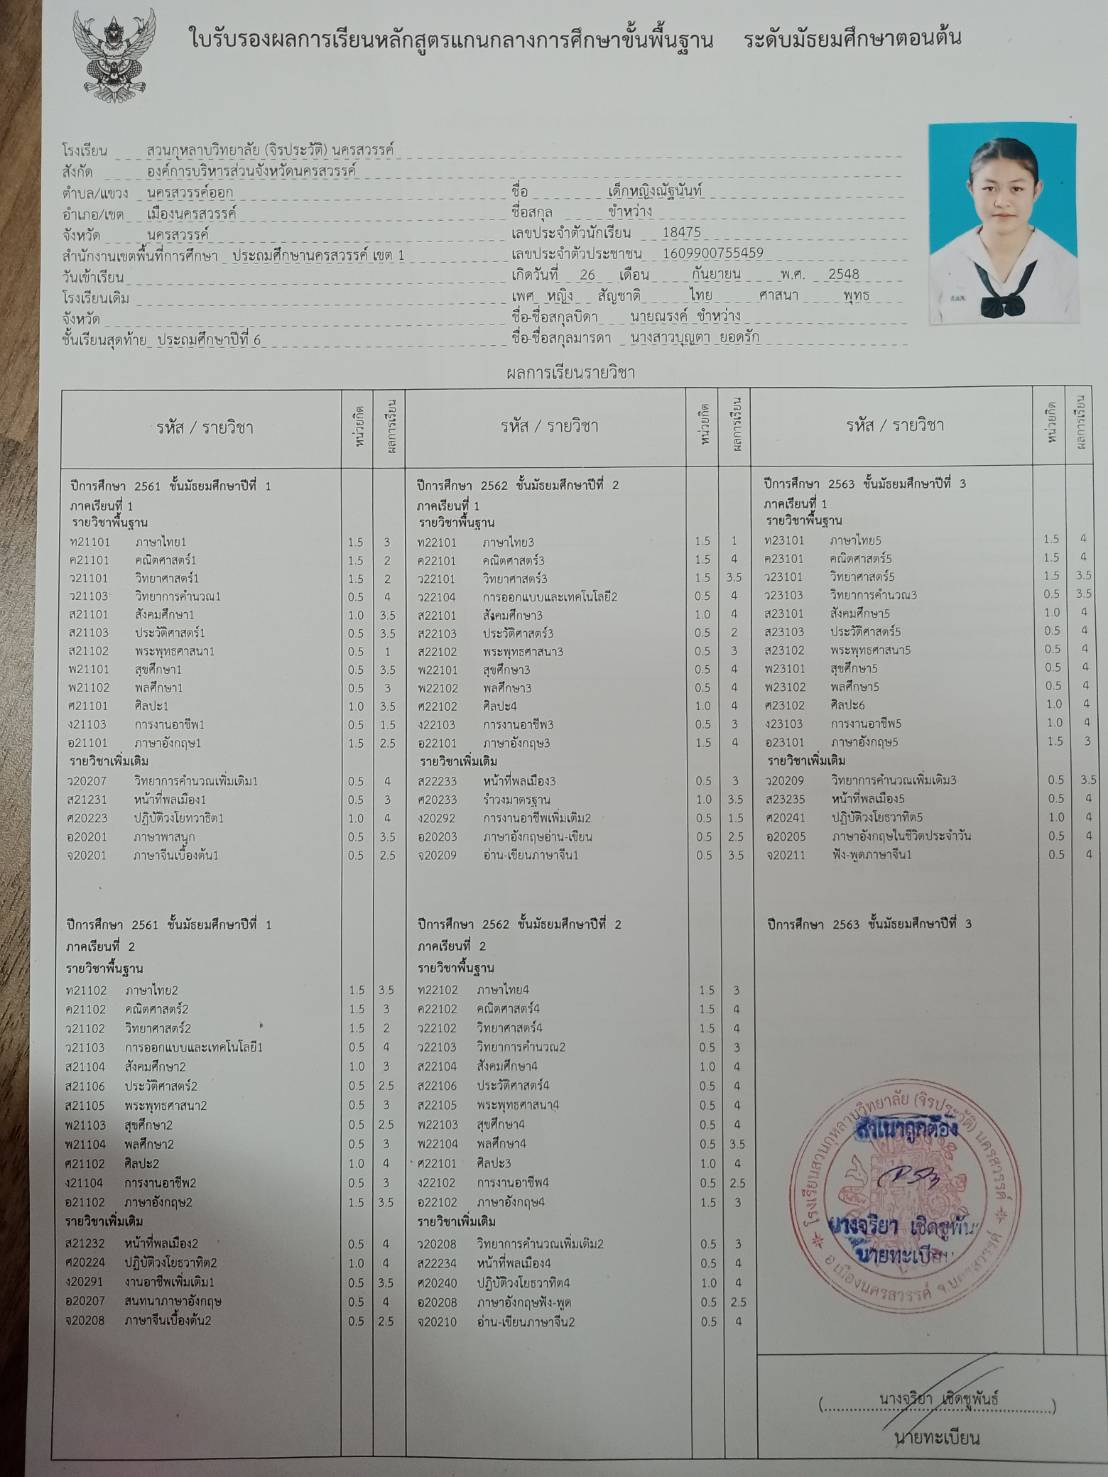 ใบรับรองผลการเรียนหลักสูตรแกนกลางการศึกษาขั้นพื้นฐาน ระดับมัธยมศึกษาตอนต้น
โรงเรียน สวนกุหลาบวิทยาลัย (จิรประวัติ) นครสวรรค์
สังกัด องค์การบริหารส่วนจังหวัดนครสวรรค์
ตำบล/แขวง นครสวรรค์ออก
อำเภอ/เขต เมืองนครสวรรค์
จังหวัด นครสวรรค์
สำนักงานเขตพื้นที่การศึกษา ประถมศึกษานครสวรรค์ เขต 1
วันเข้าเรียน
โรงเรียนเดิม
จังหวัด
ชั้นเรียนสุดท้าย ประถมศึกษาปีที่ 6
ชื่อ เด็กหญิงณัฐนันท์
ชื่อสกุล ขำหว่าง
เลขประจำตัวนักเรียน 18475
เลขประจำตัวประชาชน 1609900755459
เกิดวันที่ 26 เดือน กันยายน พ.ศ. 2548
เพศ หญิง สัญชาติ ไทย ศาสนา พุทธ
ชื่อ-ชื่อสกุลบิดา นายณรงค์ ขำหว่าง
ชื่อ-ชื่อสกุลมารดา นางสาวบุญตา ยอดรัก
ผลการเรียนรายวิชา
รหัส / รายวิชา หน่วยกิต ผลการเรียน
ปีการศึกษา 2561 ชั้นมัธยมศึกษาปีที่ 1
ภาคเรียนที่ 1
รายวิชาพื้นฐาน
ท21101 ภาษาไทย1 1.5 3
ค21101 คณิตศาสตร์1 1.5 2
ว21101 วิทยาศาสตร์1 1.5 2
ว21103 วิทยาการคำนวณ1 0.5 4
ส21101 สังคมศึกษา1 1.0 3.5
ส21103 ประวัติศาสตร์1 0.5 3.5
ส21102 พระพุทธศาสนา1 0.5 1
พ21101 สุขศึกษา1 0.5 3.5
พ21102 พลศึกษา1 0.5 3
ศ21101 ศิลปะ1 1.0 3.5
ง21103 การงานอาชีพ1 0.5 1.5
อ21101 ภาษาอังกฤษ1 1.5 2.5
รายวิชาเพิ่มเติม
ว20207 วิทยาการคำนวณเพิ่มเติม1 0.5 4
ส21231 หน้าที่พลเมือง1 0.5 3
ศ20223 ปฏิบัติวงโยทวาธิต1 1.0 4
อ20201 ภาษาพาสนุก 0.5 3.5
จ20201 ภาษาจีนเบื้องต้น1 0.5 2.5
ปีการศึกษา 2561 ชั้นมัธยมศึกษาปีที่ 1
ภาคเรียนที่ 2
รายวิชาพื้นฐาน
ท21102 ภาษาไทย2 1.5 3.5
ค21102 คณิตศาสตร์2 1.5 3
ว21102 วิทยาศาสตร์2 1.5 2
ว21103 การออกแบบและเทคโนโลยี1 0.5 4
ส21104 สังคมศึกษา2 1.0 3
ส21106 ประวัติศาสตร์2 0.5 2.5
ส21105 พระพุทธศาสนา2 0.5 3
พ21103 สุขศึกษา2 0.5 2.5
พ21104 พลศึกษา2 0.5 3
ศ21102 ศิลปะ2 1.0 4
ง21104 การงานอาชีพ2 0.5 3
อ21102 ภาษาอังกฤษ2 1.5 3.5
รายวิชาเพิ่มเติม
ส21232 หน้าที่พลเมือง2 0.5 4
ศ20224 ปฏิบัติวงโยธวาทิต2 1.0 4
ง20291 งานอาชีพเพิ่มเติม1 0.5 3.5
อ20207 สนทนาภาษาอังกฤษ 0.5 4
จ20208 ภาษาจีนเบื้องต้น2 0.5 2.5
รหัส / รายวิชา หน่วยกิต ผลการเรียน
ปีการศึกษา 2562 ชั้นมัธยมศึกษาปีที่ 2
ภาคเรียนที่ 1
รายวิชาพื้นฐาน
ท22101 ภาษาไทย3 1.5 1
ค22101 คณิตศาสตร์3 1.5 4
ว22101 วิทยาศาสตร์3 1.5 3.5
ว22104 การออกแบบและเทคโนโลยี2 0.5 4
ส22101 สังคมศึกษา3 1.0 4
ส22103 ประวัติศาสตร์3 0.5 2
ส22102 พระพุทธศาสนา3 0.5 3
พ22101 สุขศึกษา3 0.5 4
พ22102 พลศึกษา3 0.5 4
ศ22102 ศิลปะ4 1.0 4
ง22103 การงานอาชีพ3 0.5 3
อ22101 ภาษาอังกฤษ3 1.5 4
รายวิชาเพิ่มเติม
ส22233 หน้าที่พลเมือง3 0.5 3
ศ20233 รำวงมาตรฐาน 1.0 3.5
ง20292 การงานอาชีพเพิ่มเติม2 0.5 1.5
อ20203 ภาษาอังกฤษอ่าน-เขียน 0.5 2.5
จ20209 อ่าน-เขียนภาษาจีน1 0.5 3.5
ปีการศึกษา 2562 ชั้นมัธยมศึกษาปีที่ 2
ภาคเรียนที่ 2
รายวิชาพื้นฐาน
ท22102 ภาษาไทย4 1.5 3
ค22102 คณิตศาสตร์4 1.5 4
ว22102 วิทยาศาสตร์4 1.5 4
ว22103 วิทยาการคำนวณ2 0.5 3
ส22104 สังคมศึกษา4 1.0 4
ส22106 ประวัติศาสตร์4 0.5 4
ส22105 พระพุทธศาสนา4 0.5 4
พ22103 สุขศึกษา4 0.5 4
พ22104 พลศึกษา4 0.5 3.5
ศ22101 ศิลปะ3 1.0 4
ง22102 การงานอาชีพ4 0.5 2.5
อ22102 ภาษาอังกฤษ4 1.5 3
รายวิชาเพิ่มเติม
ว20208 วิทยาการคำนวณเพิ่มเติม2 0.5 3
ส22234 หน้าที่พลเมือง4 0.5 4
ศ20240 ปฏิบัติวงโยธวาทิต4 1.0 4
อ20208 ภาษาอังกฤษฟัง-พูด 0.5 2.5
จ20210 อ่าน-เขียนภาษาจีน2 0.5 4
รหัส / รายวิชา หน่วยกิต ผลการเรียน
ปีการศึกษา 2563 ชั้นมัธยมศึกษาปีที่ 3
ภาคเรียนที่ 1
รายวิชาพื้นฐาน
ท23101 ภาษาไทย5 1.5 4
ค23101 คณิตศาสตร์5 1.5 4
ว23101 วิทยาศาสตร์5 1.5 3.5
ว23103 วิทยาการคำนวณ3 0.5 3.5
ส23101 สังคมศึกษา5 1.0 4
ส23103 ประวัติศาสตร์5 0.5 4
ส23102 พระพุทธศาสนา5 0.5 4
พ23101 สุขศึกษา5 0.5 4
พ23102 พลศึกษา5 0.5 4
ศ23102 ศิลปะ6 1.0 4
ง23103 การงานอาชีพ5 1.0 4
อ23101 ภาษาอังกฤษ5 1.5 3
รายวิชาเพิ่มเติม
ว20209 วิทยาการคำนวณเพิ่มเติม3 0.5 3.5
ส23235 หน้าที่พลเมือง5 0.5 4
ศ20241 ปฏิบัติวงโยธวาทิต5 1.0 4
อ20205 ภาษาอังกฤษในชีวิตประจำวัน 0.5 4
จ20211 ฟัง-พูดภาษาจีน1 0.5 4
ปีการศึกษา 2563 ชั้นมัธยมศึกษาปีที่ 3
โรงเรียนสวนกุหลาบวิทยาลัย (จิรประวัติ) นครสวรรค์
สำเนาถูกต้อง
นางจริยา เชิดชูพันธ์
นายทะเบียน
อ.เมืองนครสวรรค์ จ.นครสวรรค์
(นางจริยา เชิดชูพันธ์)
นายทะเบียน